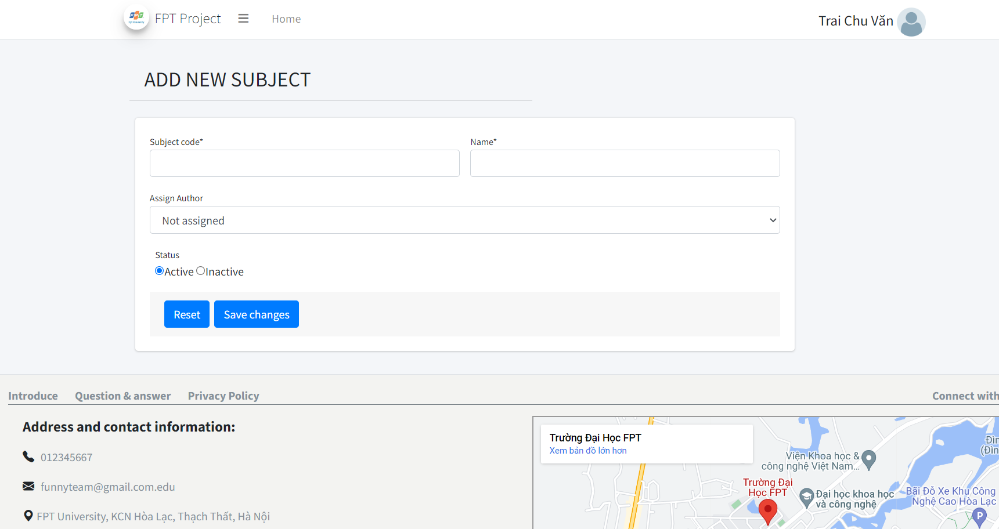 FPT
Fpt University
FPT Project
Home
Trai Chu Văn
ADD NEW SUBJECT
Subject code*
Name*
Assign Author
Not assigned
Status
Active
Inactive
Reset
Save changes
Introduce
Question & answer
Privacy Policy
Connect with
Address and contact information:
012345667
funnyteam@gmail.com.edu
FPT University, KCN Hòa Lạc, Thạch Thất, Hà Nội
Trường Đại Học FPT
Xem bản đồ lớn hơn
Viện Khoa học &
công nghệ Việt Nam...
Trường Đại
Học FPT
Đại học khoa học
và công nghệ
Bãi Đỗ Xe Khu Công
Nghệ Cao Hòa Lạc
P